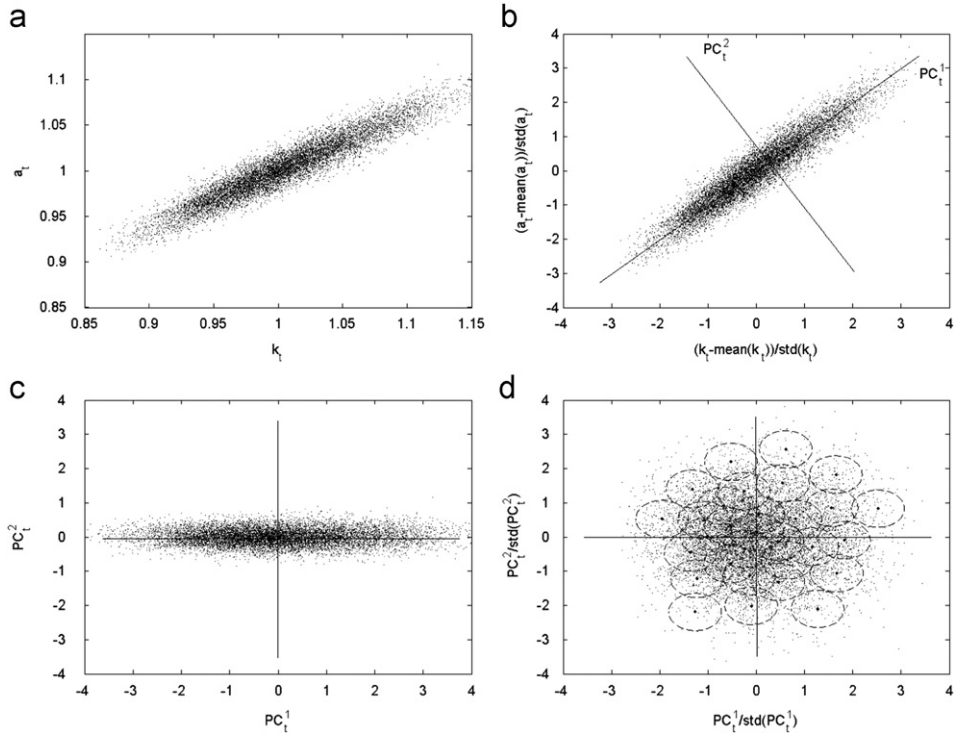 a
1.1
1.05
1
0.95
0.9
0.85
a_t
0.85 0.9 0.95 1 1.05 1.1 1.15
k_t
b
4
3
2
1
0
-1
-2
-3
-4
(a_t-mean(a_t))/std(a_t)
PC_t^2
PC_t^1
-4 -3 -2 -1 0 1 2 3 4
(k_t-mean(k_t))/std(k_t)
c
4
3
2
1
0
-1
-2
-3
-4
PC_t^2
-4 -3 -2 -1 0 1 2 3 4
PC_t^1
d
4
3
2
1
0
-1
-2
-3
-4
PC_t^2/std(PC_t^2)
-4 -3 -2 -1 0 1 2 3 4
PC_t^1/std(PC_t^1)